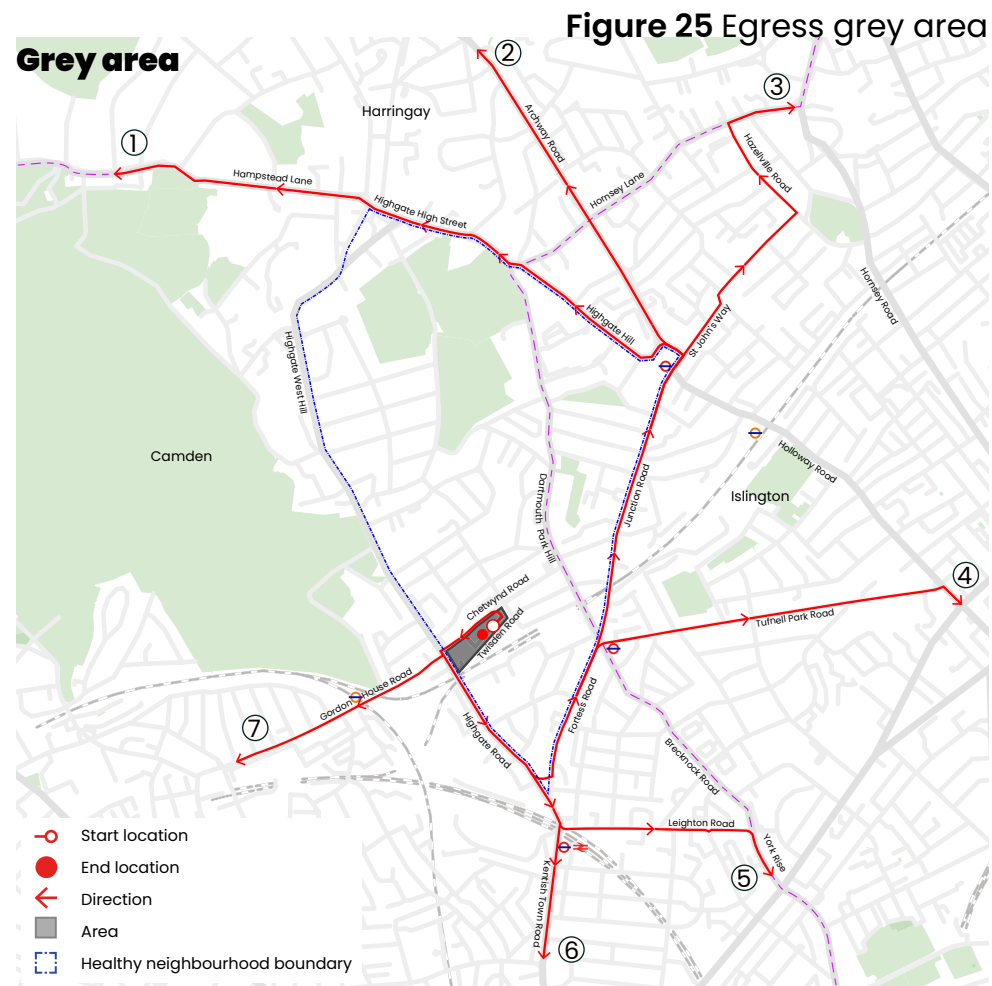 Figure 25 Egress grey area
Grey area
②
③
①
Harringay
Archway Road
Hazellville Road
Hornsey Lane
Hampstead Lane
Highgate High Street
Highgate Hill
St John's Way
Hornsey Road
Highgate West Hill
Camden
Holloway Road
Islington
Junction Road
Dartmouth Park Hill
④
Chetwynd Road
Twisden Road
Tufnell Park Road
Gordon House Road
⑦
Highgate Road
Fortess Road
Brecknock Road
Leighton Road
York Rise
⑤
Kentish Town Road
⑥
Start location
End location
Direction
Area
Healthy neighbourhood boundary